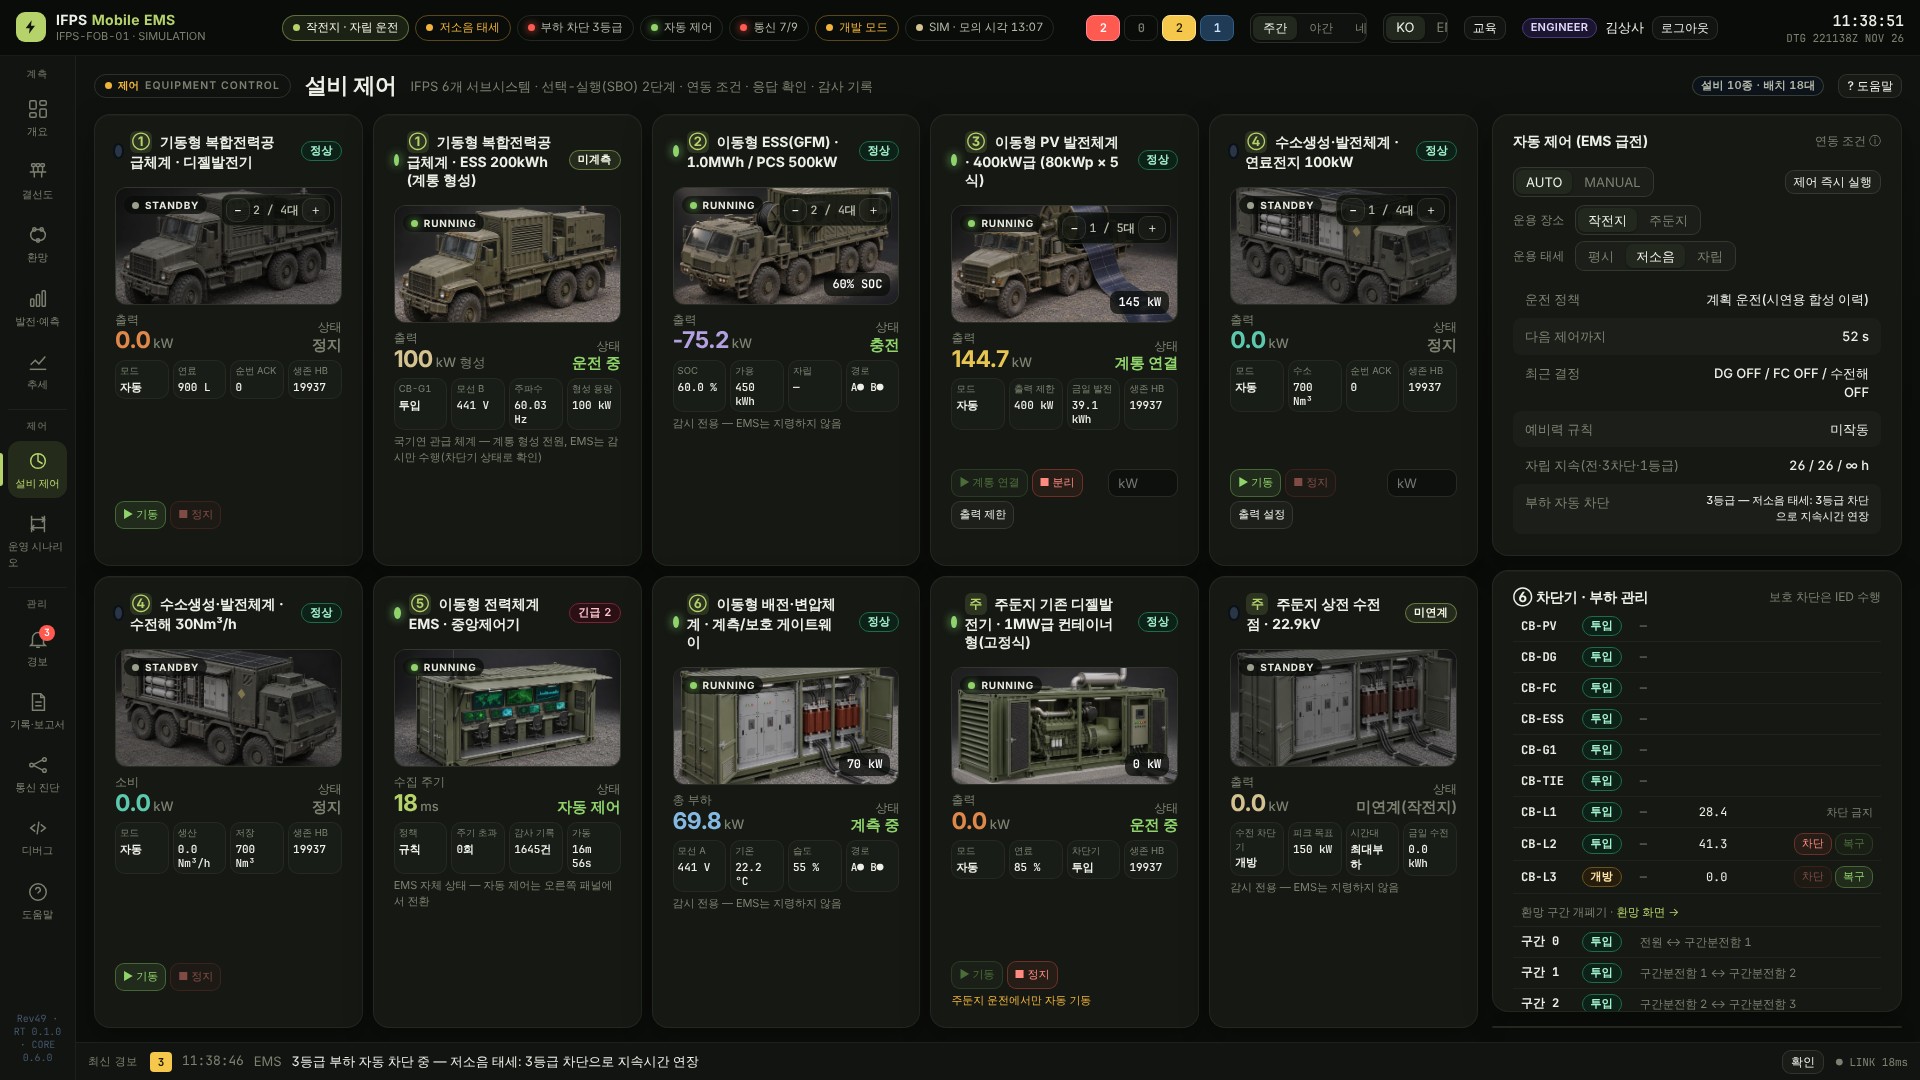 IFPS Mobile EMS
IFPS-FOB-01 · SIMULATION
작전지 · 자립 운전
저소음 태세
부하 차단 3등급
자동 제어
통신 7/9
개발 모드
SIM · 모의 시각 13:07
2 0 2 1
주간 야간
KO
교육
ENGINEER 김상사 로그아웃
11:38:51
DTG 221138Z NOV 26
계측
개요
결선도
환망
발전·예측
추세
제어
설비 제어
운영 시나리
오
관리
3
경보
기록·보고서
통신 진단
디버그
도움말
Rev49 ·
RT 0.1.0
· CORE
0.6.0
제어 EQUIPMENT CONTROL
설비 제어
IFPS 6개 서브시스템 · 선택-실행(SBO) 2단계 · 연동 조건 · 응답 확인 · 감사 기록
설비 10종 · 배치 18대
? 도움말
① 기동형 복합전력공
급체계 · 디젤발전기
정상
STANDBY
− 2 / 4대 +
출력
0.0 kW
상태
정지
모드 연료 순번 ACK 생존 HB
자동 900 L 0 19937
▶ 기동 ■ 정지
① 기동형 복합전력공
급체계 · ESS 200kWh
(계통 형성)
미계측
RUNNING
출력
100 kW 형성
상태
운전 중
CB-G1 모선 B 주파수 형성 용량
투입 441 V 60.03 Hz 100 kW
국기연 관급 체계 — 계통 형성 전원, EMS는 감
시만 수행(차단기 상태로 확인)
② 이동형 ESS(GFM) ·
1.0MWh / PCS 500kW
정상
RUNNING
− 2 / 4대 +
60% SOC
출력
-75.2 kW
상태
충전
SOC 가용 자립 경로
60.0 % 450 kWh — A● B●
감시 전용 — EMS는 지령하지 않음
③ 이동형 PV 발전체계
· 400kW급 (80kWp × 5
식)
정상
RUNNING
− 1 / 5대 +
145 kW
출력
144.7 kW
상태
계통 연결
모드 출력 제한 금일 발전 생존 HB
자동 400 kW 39.1 kWh 19937
▶ 계통 연결 ■ 분리 kW
출력 제한
④ 수소생성·발전체계 ·
연료전지 100kW
정상
STANDBY
− 1 / 4대 +
출력
0.0 kW
상태
정지
모드 수소 순번 ACK 생존 HB
자동 700 Nm³ 0 19937
▶ 기동 ■ 정지 kW
출력 설정
④ 수소생성·발전체계 ·
수전해 30Nm³/h
정상
STANDBY
소비
0.0 kW
상태
정지
모드 생산 저장 생존 HB
자동 0.0 Nm³/h 700 Nm³ 19937
▶ 기동 ■ 정지
⑤ 이동형 전력체계
EMS · 중앙제어기
긴급 2
RUNNING
수집 주기
18 ms
상태
자동 제어
정책 주기 초과 감사 기록 가동
규칙 0회 1645건 16m 56s
EMS 자체 상태 — 자동 제어는 오른쪽 패널에
서 전환
⑥ 이동형 배전·변압체
계 · 계측/보호 게이트웨
이
정상
RUNNING
70 kW
총 부하
69.8 kW
상태
계측 중
모선 A 기온 습도 경로
441 V 22.2 °C 55 % A● B●
감시 전용 — EMS는 지령하지 않음
주 주둔지 기존 디젤발
전기 · 1MW급 컨테이너
형(고정식)
정상
RUNNING
0 kW
출력
0.0 kW
상태
운전 중
모드 연료 차단기 생존 HB
자동 85 % 투입 19937
▶ 기동 ■ 정지
주둔지 운전에서만 자동 기동
주 주둔지 상전 수전
점 · 22.9kV
미연계
STANDBY
출력
0.0 kW
상태
미연계(작전지)
수전 차단기 피크 목표 시간대 금일 수전
개방 150 kW 최대부하 0.0 kWh
감시 전용 — EMS는 지령하지 않음
자동 제어 (EMS 급전)
연동 조건 ⓘ
AUTO MANUAL
제어 즉시 실행
운용 장소 작전지 주둔지
운용 태세 평시 저소음 자립
운전 정책 계획 운전(시연용 합성 이력)
다음 제어까지 52 s
최근 결정 DG OFF / FC OFF / 수전해
OFF
예비력 규칙 미작동
자립 지속(전·3차단·1등급) 26 / 26 / ∞ h
부하 자동 차단 3등급 — 저소음 태세: 3등급 차단
으로 지속시간 연장
⑥ 차단기 · 부하 관리
보호 차단은 IED 수행
CB-PV 투입 —
CB-DG 투입 —
CB-FC 투입 —
CB-ESS 투입 —
CB-G1 투입 —
CB-TIE 투입 —
CB-L1 투입 — 28.4 차단 금지
CB-L2 투입 — 41.3 차단 복구
CB-L3 개방 — 0.0 차단 복구
환망 구간 개폐기 · 환망 화면 →
구간 0 투입 전원 ↔ 구간분전함 1
구간 1 투입 구간분전함 1 ↔ 구간분전함 2
구간 2 투입 구간분전함 2 ↔ 구간분전함 3
최신 경보 3 11:38:46 EMS 3등급 부하 자동 차단 중 — 저소음 태세: 3등급 차단으로 지속시간 연장
확인
LINK 18ms